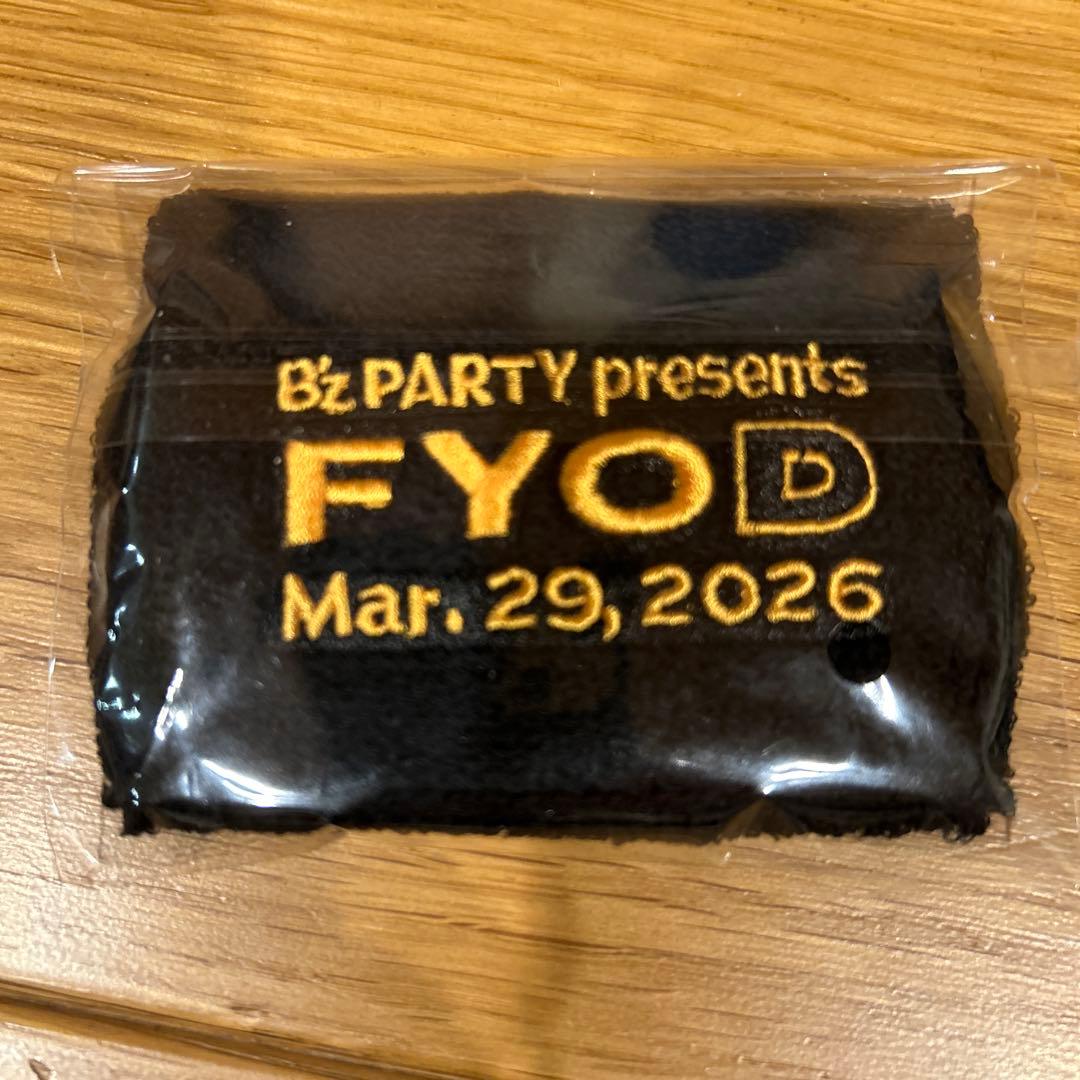 B'z PARTY presents
FYOD
Mar. 29, 2026